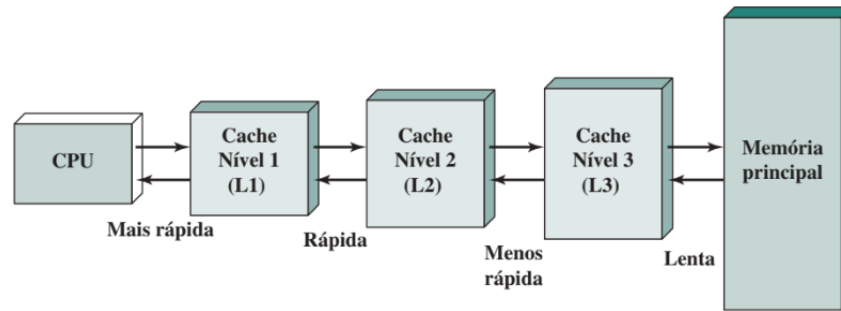 CPU
Cache
Nível 1
(L1)
Cache
Nível 2
(L2)
Cache
Nível 3
(L3)
Memória
principal
Mais rápida
Rápida
Menos
rápida
Lenta